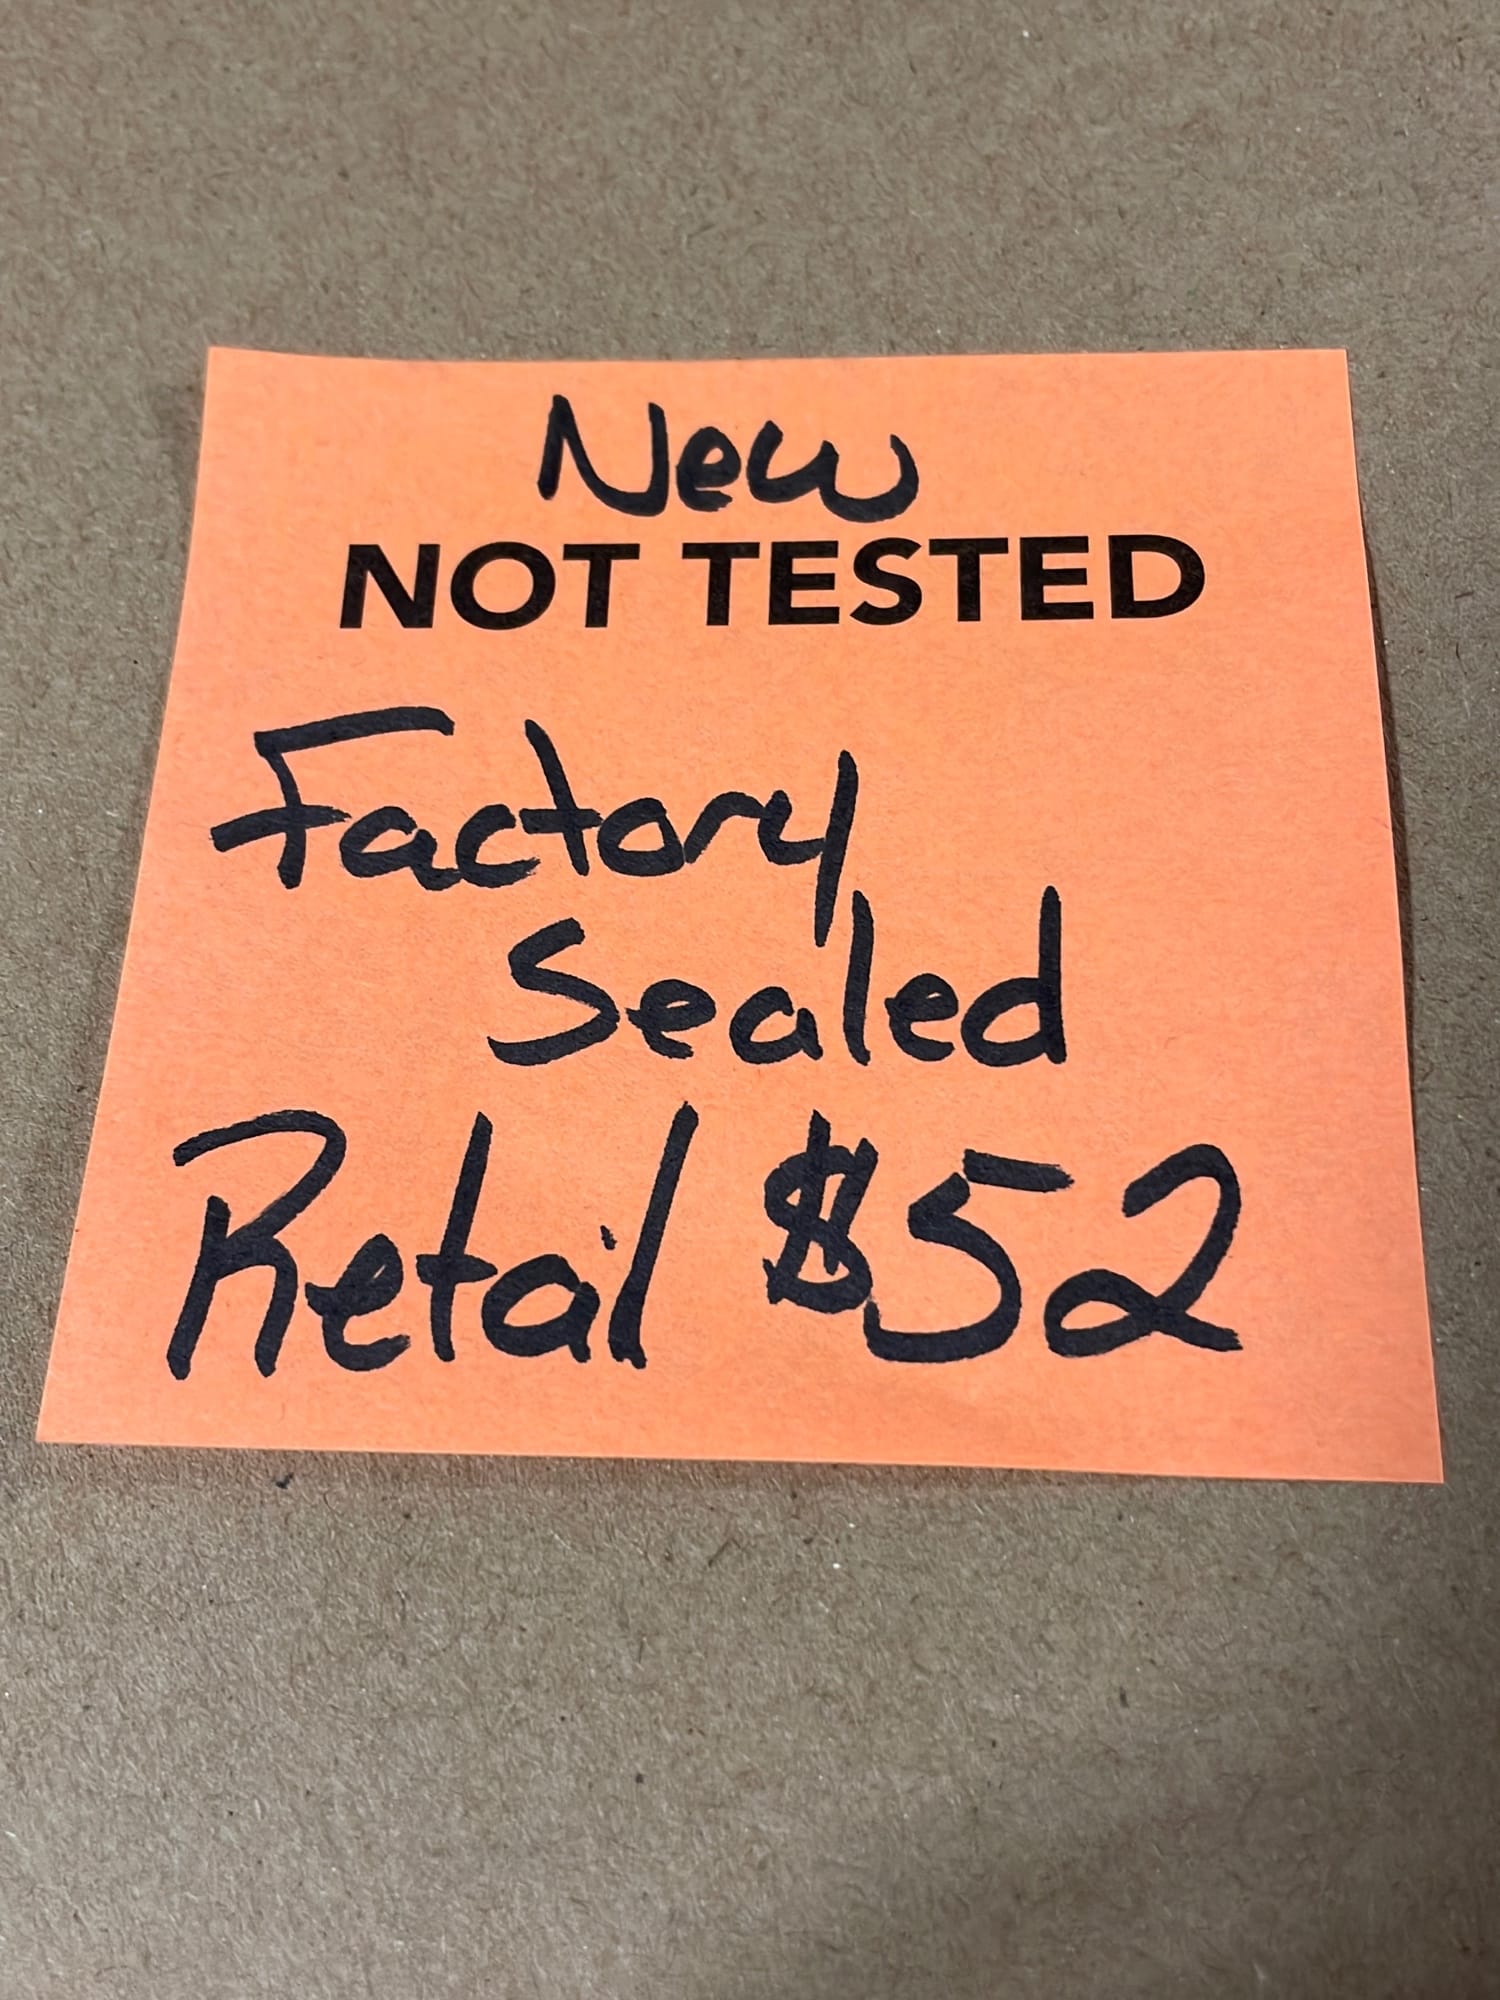 New
NOT TESTED
Factory
Sealed
Retail $52